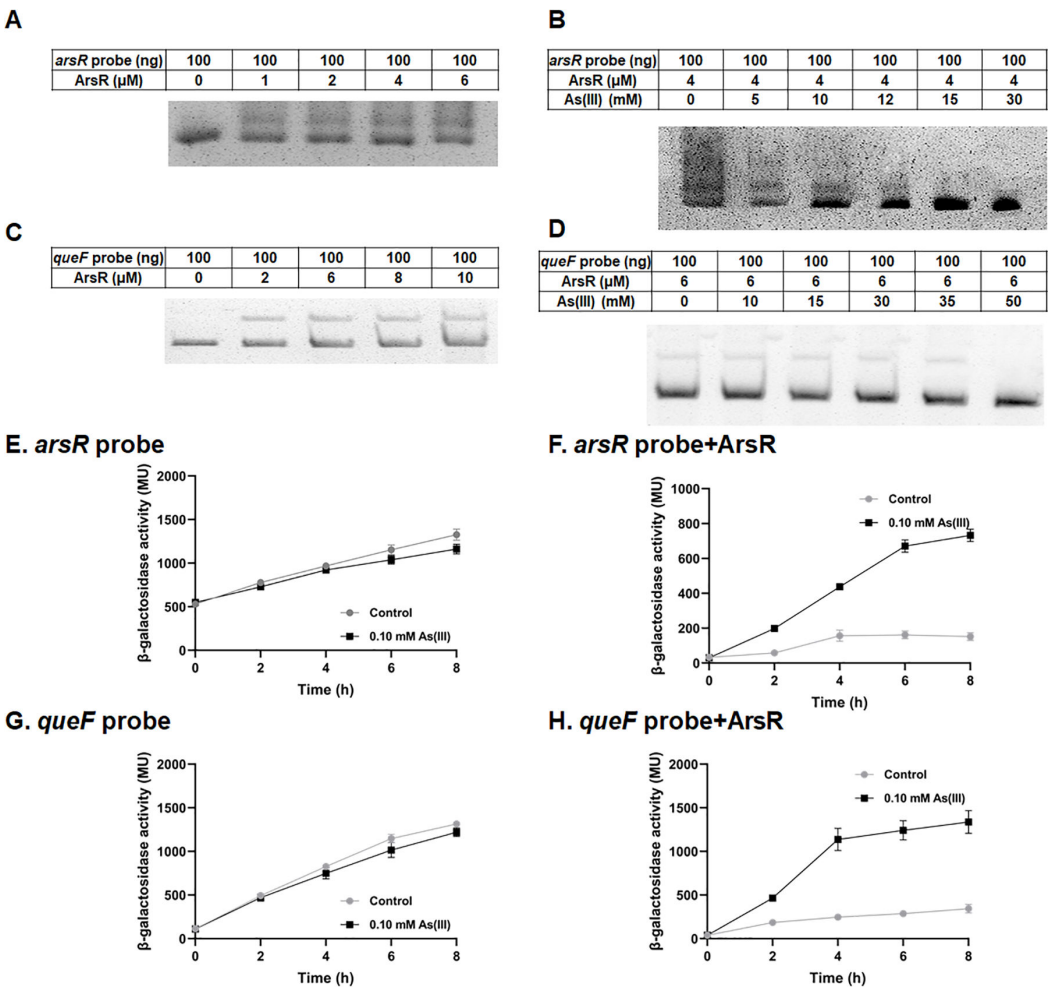 A
arsR probe (ng) 100 100 100 100 100
ArsR (μM) 0 1 2 4 6
B
arsR probe (ng) 100 100 100 100 100 100
ArsR (μM) 4 4 4 4 4 4
As(III) (mM) 0 5 10 12 15 30
C
queF probe (ng) 100 100 100 100 100
ArsR (μM) 0 2 6 8 10
D
queF probe (ng) 100 100 100 100 100 100
ArsR (μM) 6 6 6 6 6 6
As(III) (mM) 0 10 15 30 35 50
E. arsR probe
β-galactosidase activity (MU)
2000
1500
1000
500
0
Control
0.10 mM As(III)
0 2 4 6 8
Time (h)
F. arsR probe+ArsR
β-galactosidase activity (MU)
1000
800
600
400
200
0
Control
0.10 mM As(III)
0 2 4 6 8
Time (h)
G. queF probe
β-galactosidase activity (MU)
2000
1500
1000
500
0
Control
0.10 mM As(III)
0 2 4 6 8
Time (h)
H. queF probe+ArsR
β-galactosidase activity (MU)
2000
1500
1000
500
0
Control
0.10 mM As(III)
0 2 4 6 8
Time (h)